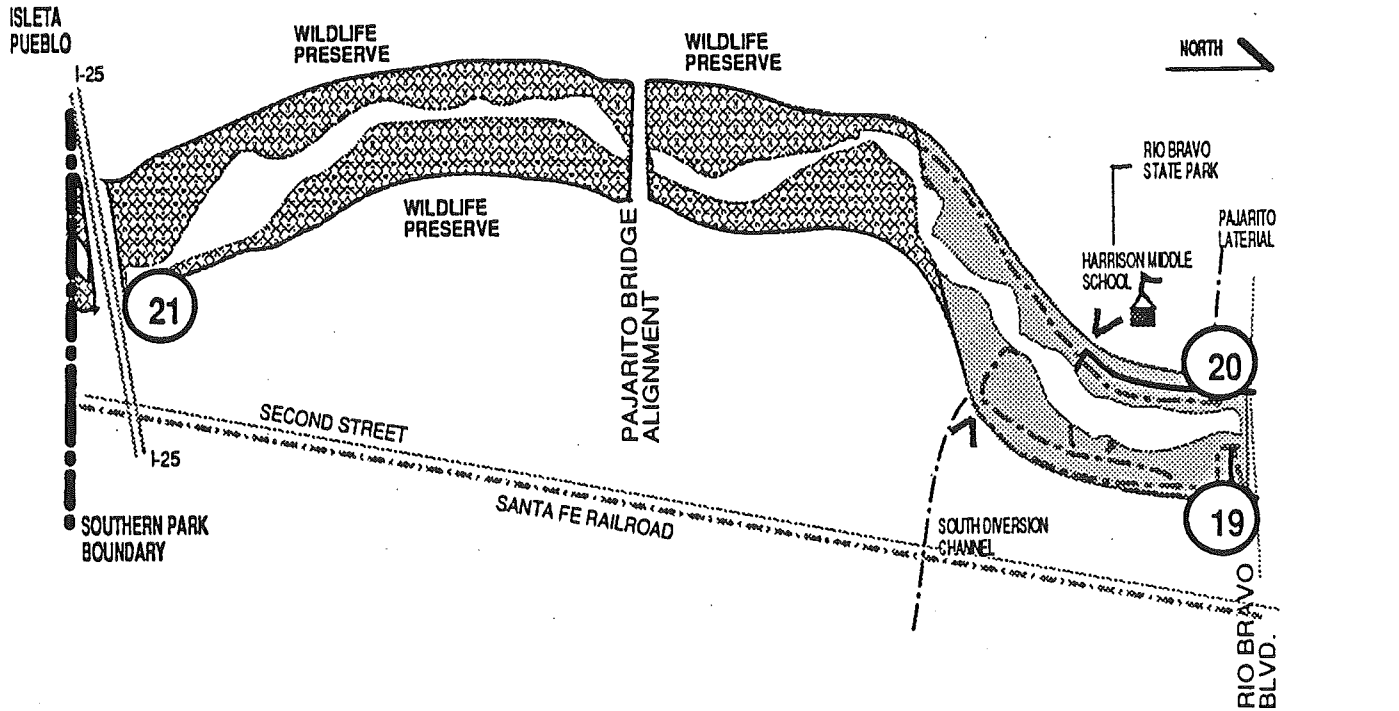 ISLETA
PUEBLO
I-25
WILDLIFE
PRESERVE
WILDLIFE
PRESERVE
NORTH
RIO BRAVO
STATE PARK
PAJARITO
LATERIAL
HARRISON MIDDLE
SCHOOL
WILDLIFE
PRESERVE
PAJARITO BRIDGE
ALIGNMENT
21
20
SECOND STREET
I-25
SANTA FE RAILROAD
SOUTHERN PARK
BOUNDARY
SOUTH DIVERSION
CHANNEL
19
RIO BRAVO
BLVD.